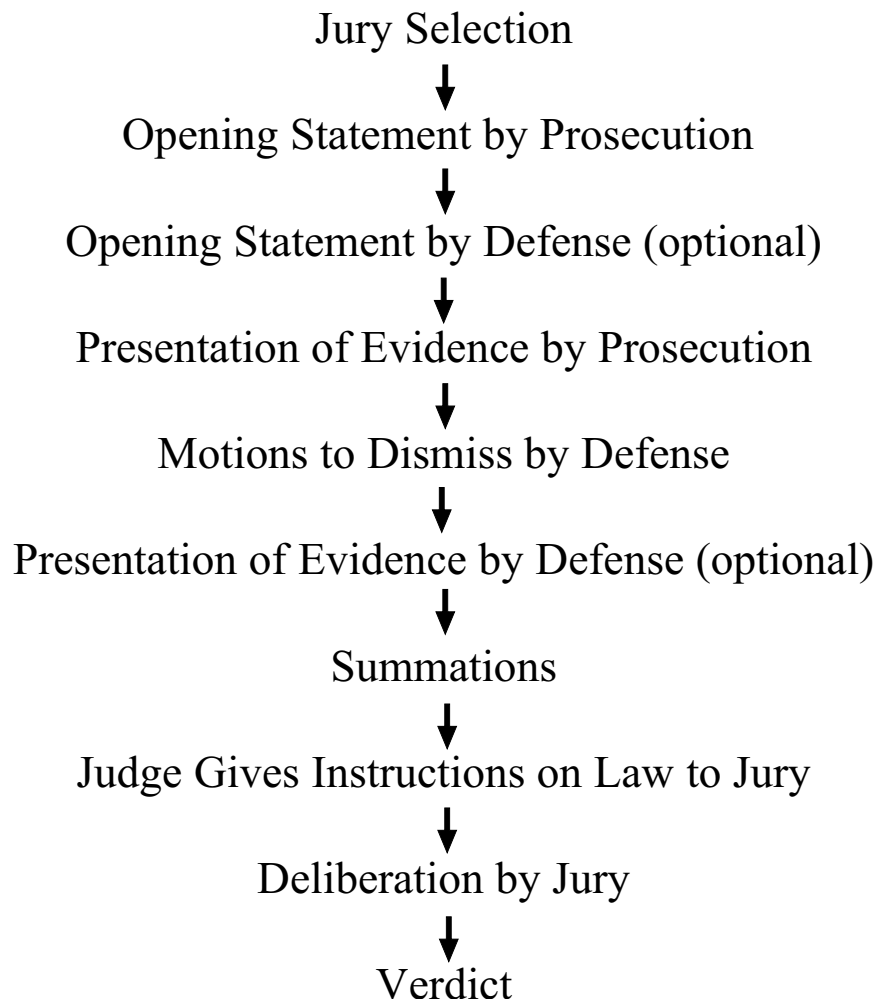 Jury Selection
Opening Statement by Prosecution
Opening Statement by Defense (optional)
Presentation of Evidence by Prosecution
Motions to Dismiss by Defense
Presentation of Evidence by Defense (optional)
Summations
Judge Gives Instructions on Law to Jury
Deliberation by Jury
Verdict